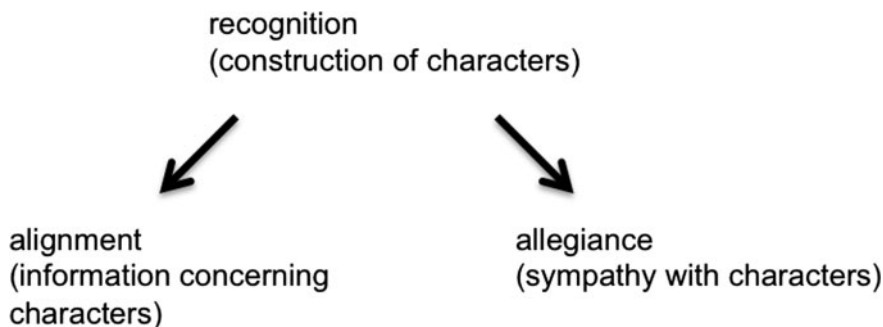 recognition
(construction of characters)
alignment
(information concerning
characters)
allegiance
(sympathy with characters)